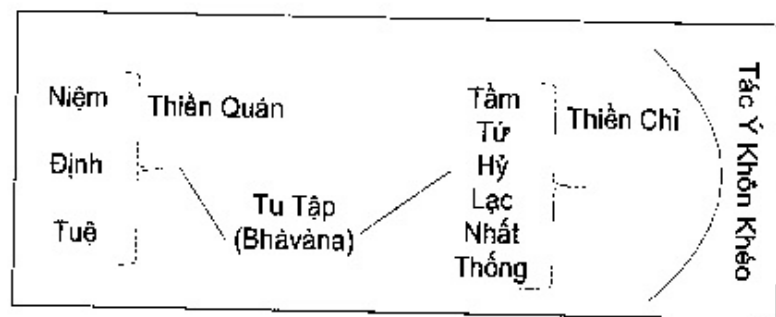 Niệm
Thiền Quán
Định
Tuệ
Tu Tập
(Bhàvàna)
Tầm
Tứ
Hỷ
Lạc
Nhất
Thống
Thiền Chỉ
Tác Ý Khôn Khéo